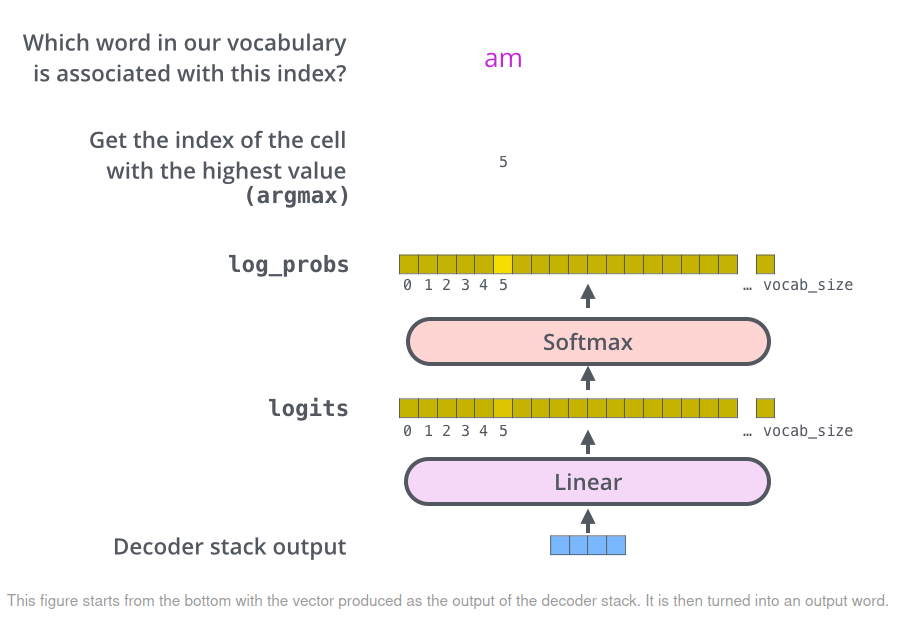 Which word in our vocabulary
is associated with this index?
am
Get the index of the cell
with the highest value
(argmax)
5
log_probs
0 1 2 3 4 5 … vocab_size
Softmax
logits
0 1 2 3 4 5 … vocab_size
Linear
Decoder stack output
This figure starts from the bottom with the vector produced as the output of the decoder stack. It is then turned into an output word.